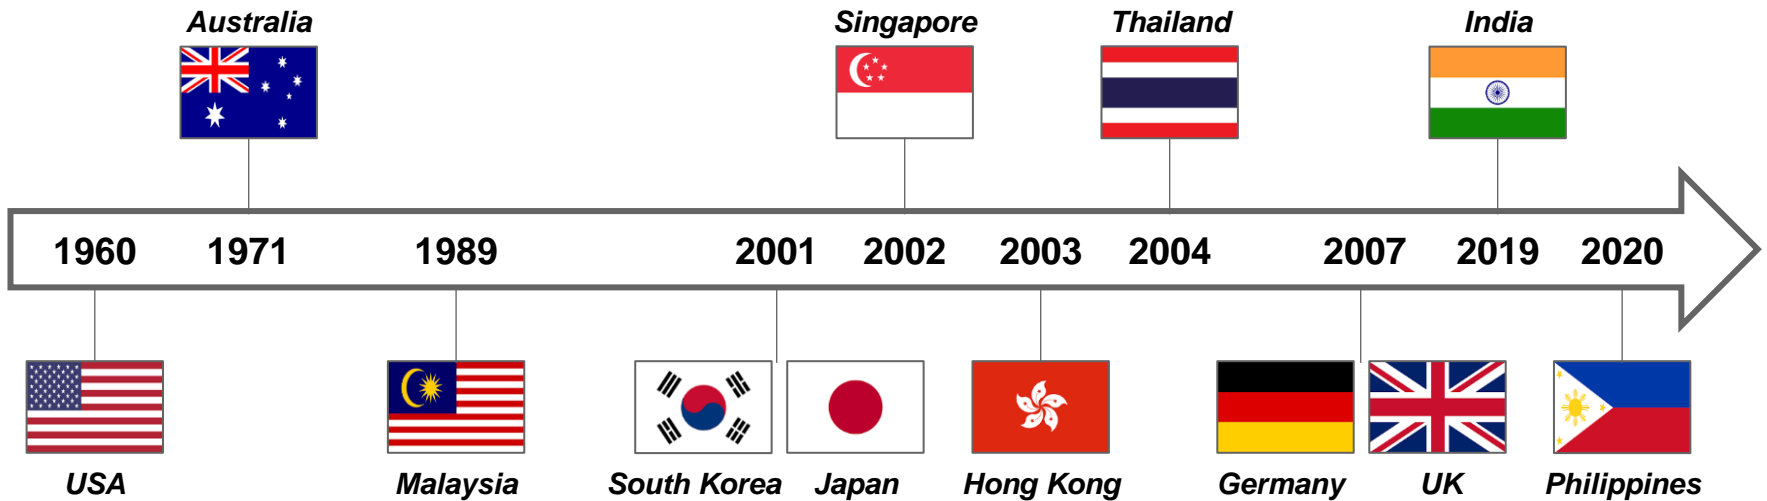 Australia Singapore Thailand India
1960 1971 1989 2001 2002 2003 2004 2007 2019 2020
USA Malaysia South Korea Japan Hong Kong Germany UK Philippines